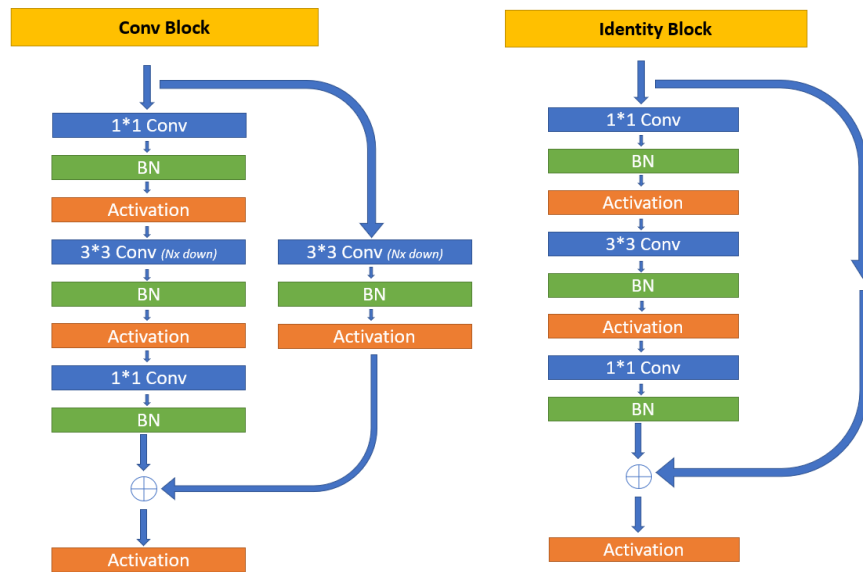 Conv Block
1*1 Conv
BN
Activation
3*3 Conv (Nx down)
BN
Activation
1*1 Conv
BN
3*3 Conv (Nx down)
BN
Activation
Activation
Identity Block
1*1 Conv
BN
Activation
3*3 Conv
BN
Activation
1*1 Conv
BN
Activation